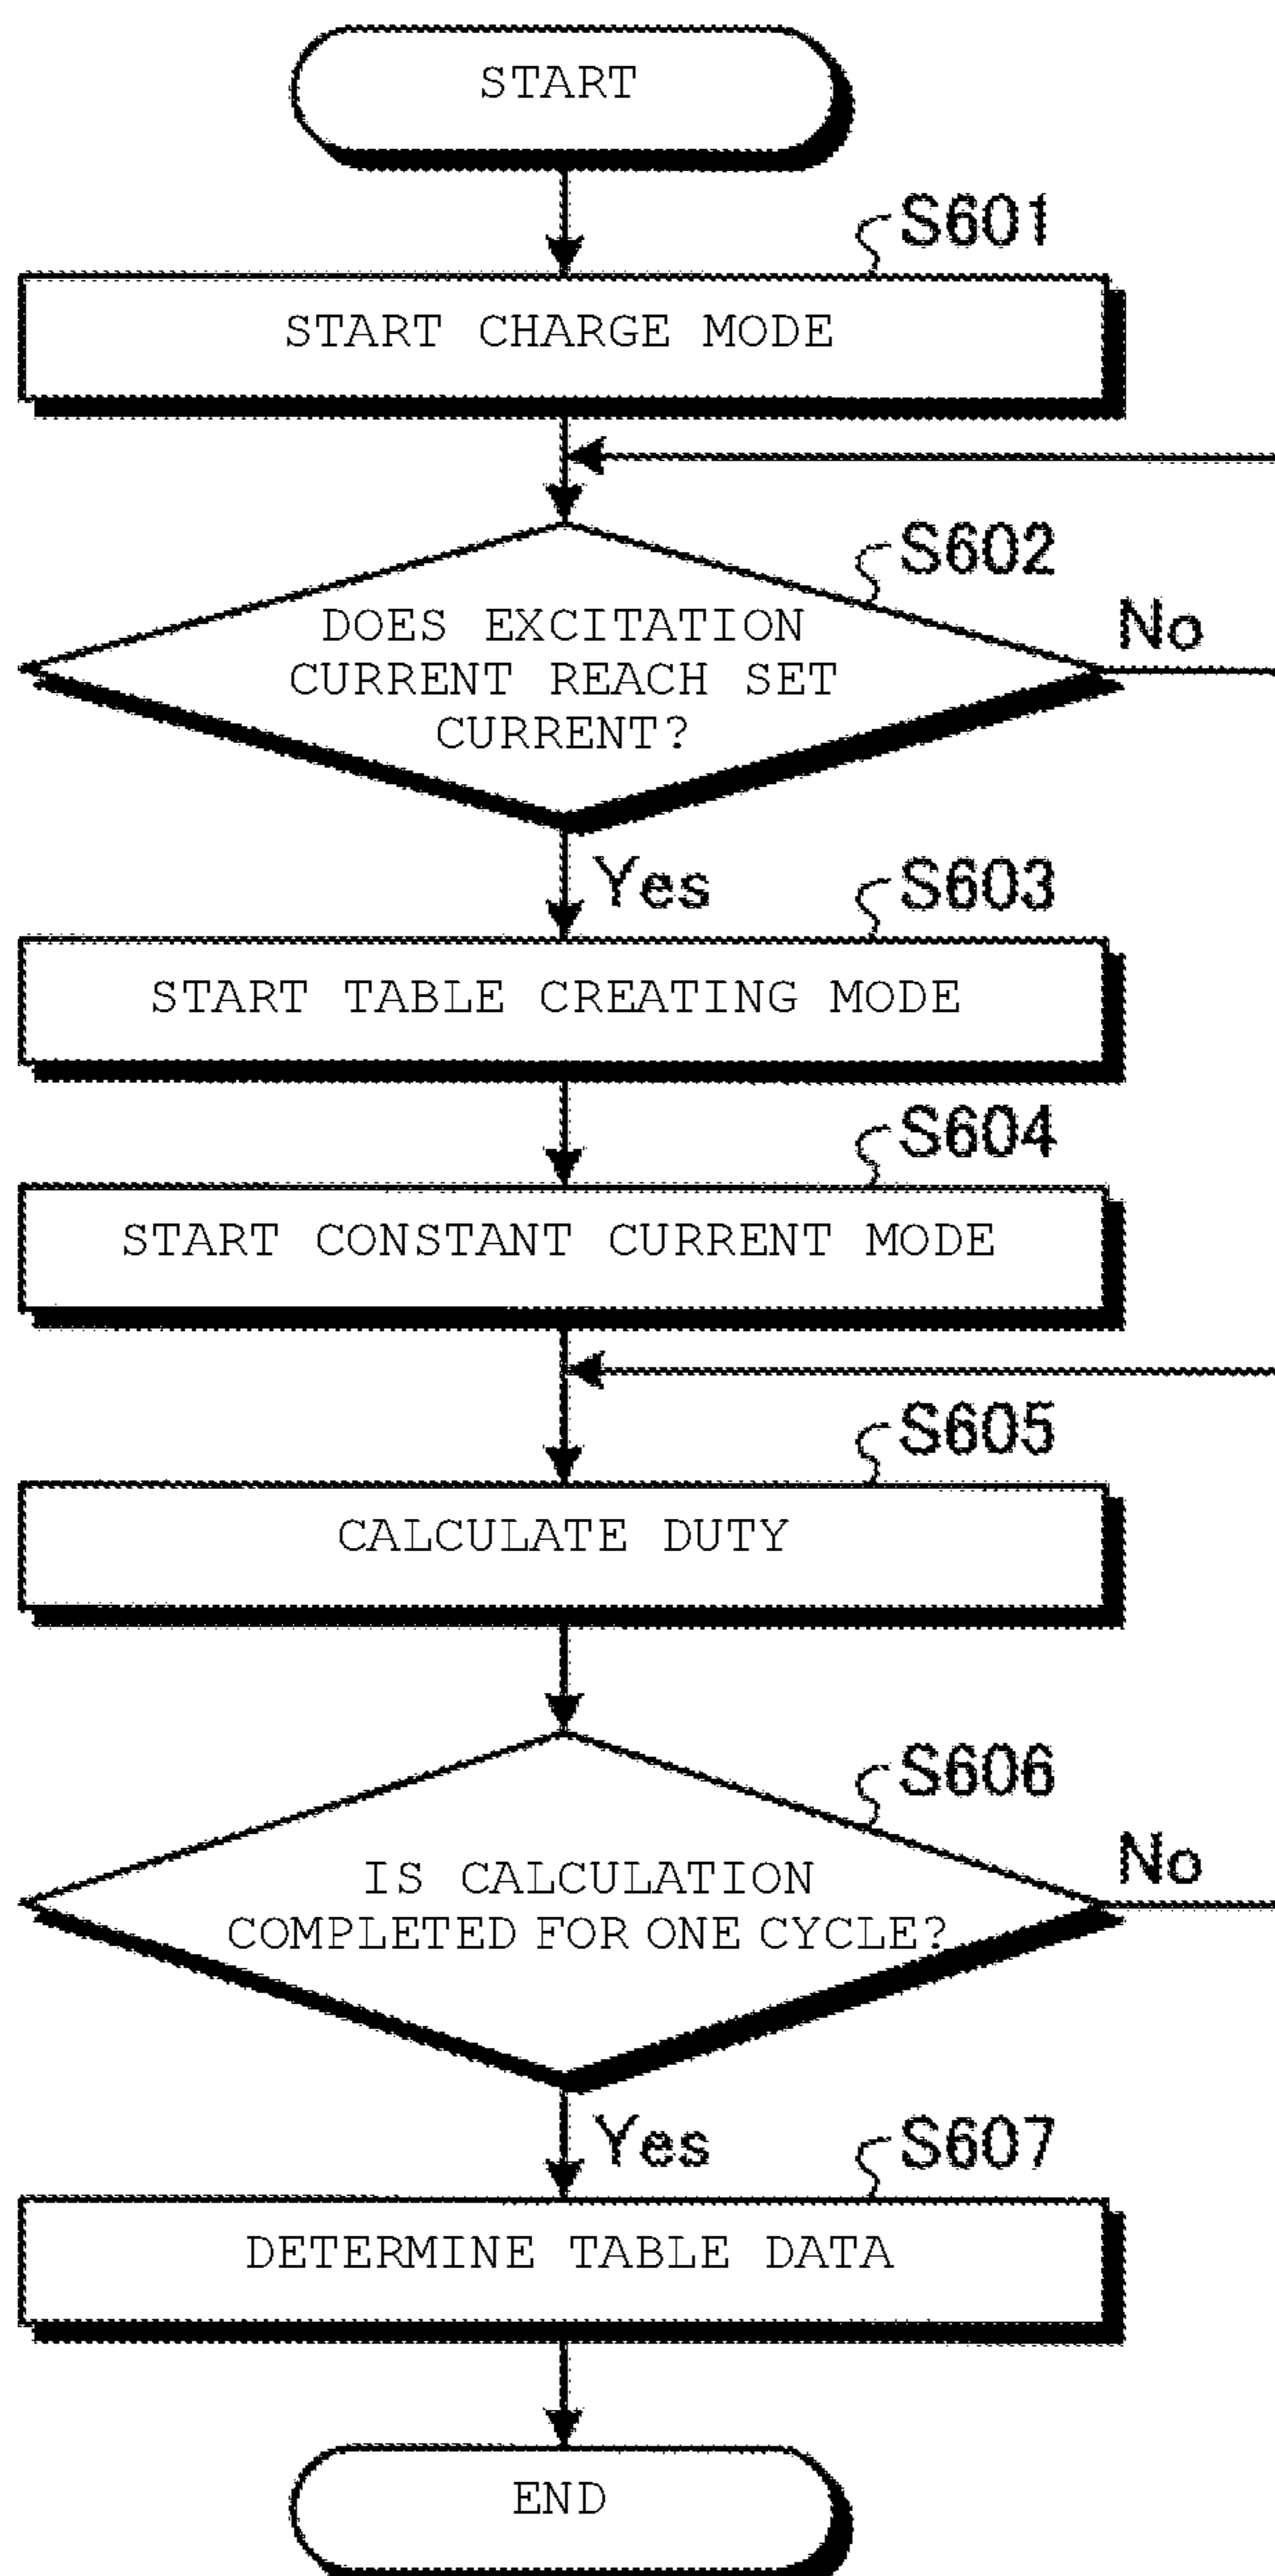 START
S601
START CHARGE MODE
S602
DOES EXCITATION
CURRENT REACH SET
CURRENT?
No
Yes
S603
START TABLE CREATING MODE
S604
START CONSTANT CURRENT MODE
S605
CALCULATE DUTY
S606
IS CALCULATION
COMPLETED FOR ONE CYCLE?
No
Yes
S607
DETERMINE TABLE DATA
END